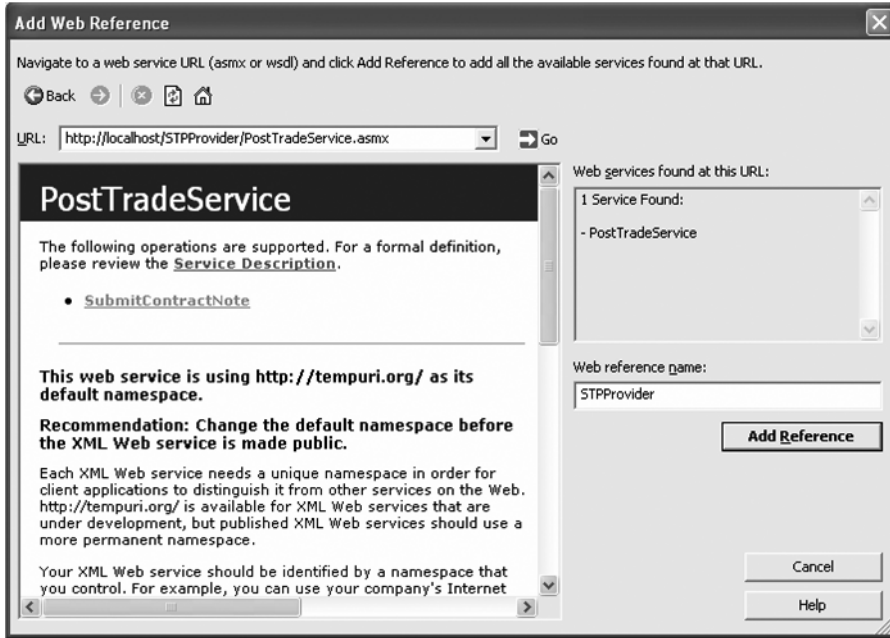 Add Web Reference
Navigate to a web service URL (asmx or wsdl) and click Add Reference to add all the available services found at that URL.
Back
URL: http://localhost/STPProvider/PostTradeService.asmx Go
PostTradeService
The following operations are supported. For a formal definition,
please review the Service Description.
• SubmitContractNote
This web service is using http://tempuri.org/ as its
default namespace.
Recommendation: Change the default namespace before
the XML Web service is made public.
Each XML Web service needs a unique namespace in order for
client applications to distinguish it from other services on the Web.
http://tempuri.org/ is available for XML Web services that are
under development, but published XML Web services should use a
more permanent namespace.
Your XML Web service should be identified by a namespace that
you control. For example, you can use your company's Internet
Web services found at this URL:
1 Service Found:
- PostTradeService
Web reference name:
STPProvider
Add Reference
Cancel
Help